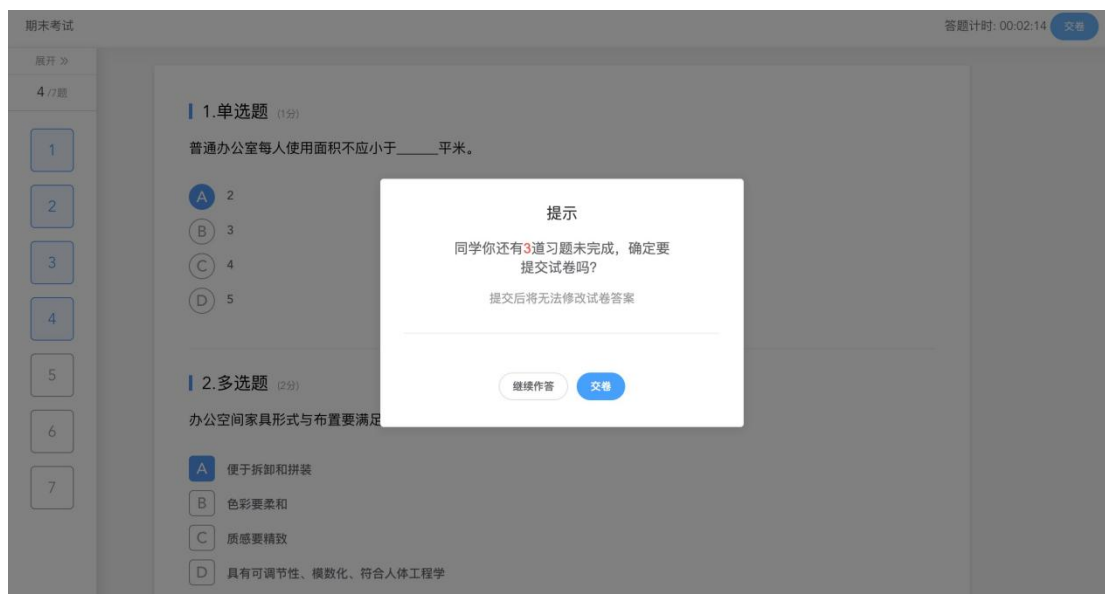 期末考试
答题计时: 00:02:14 交卷
展开 »
4 /7题
1
2
3
4
5
6
7
1.单选题 (1分)
普通办公室每人使用面积不应小于______平米。
A 2
B 3
C 4
D 5
2.多选题 (2分)
办公空间家具形式与布置要满足
A 便于拆卸和拼装
B 色彩要柔和
C 质感要精致
D 具有可调节性、模数化、符合人体工程学
提示
同学你还有3道习题未完成，确定要
提交试卷吗?
提交后将无法修改试卷答案
继续作答 交卷